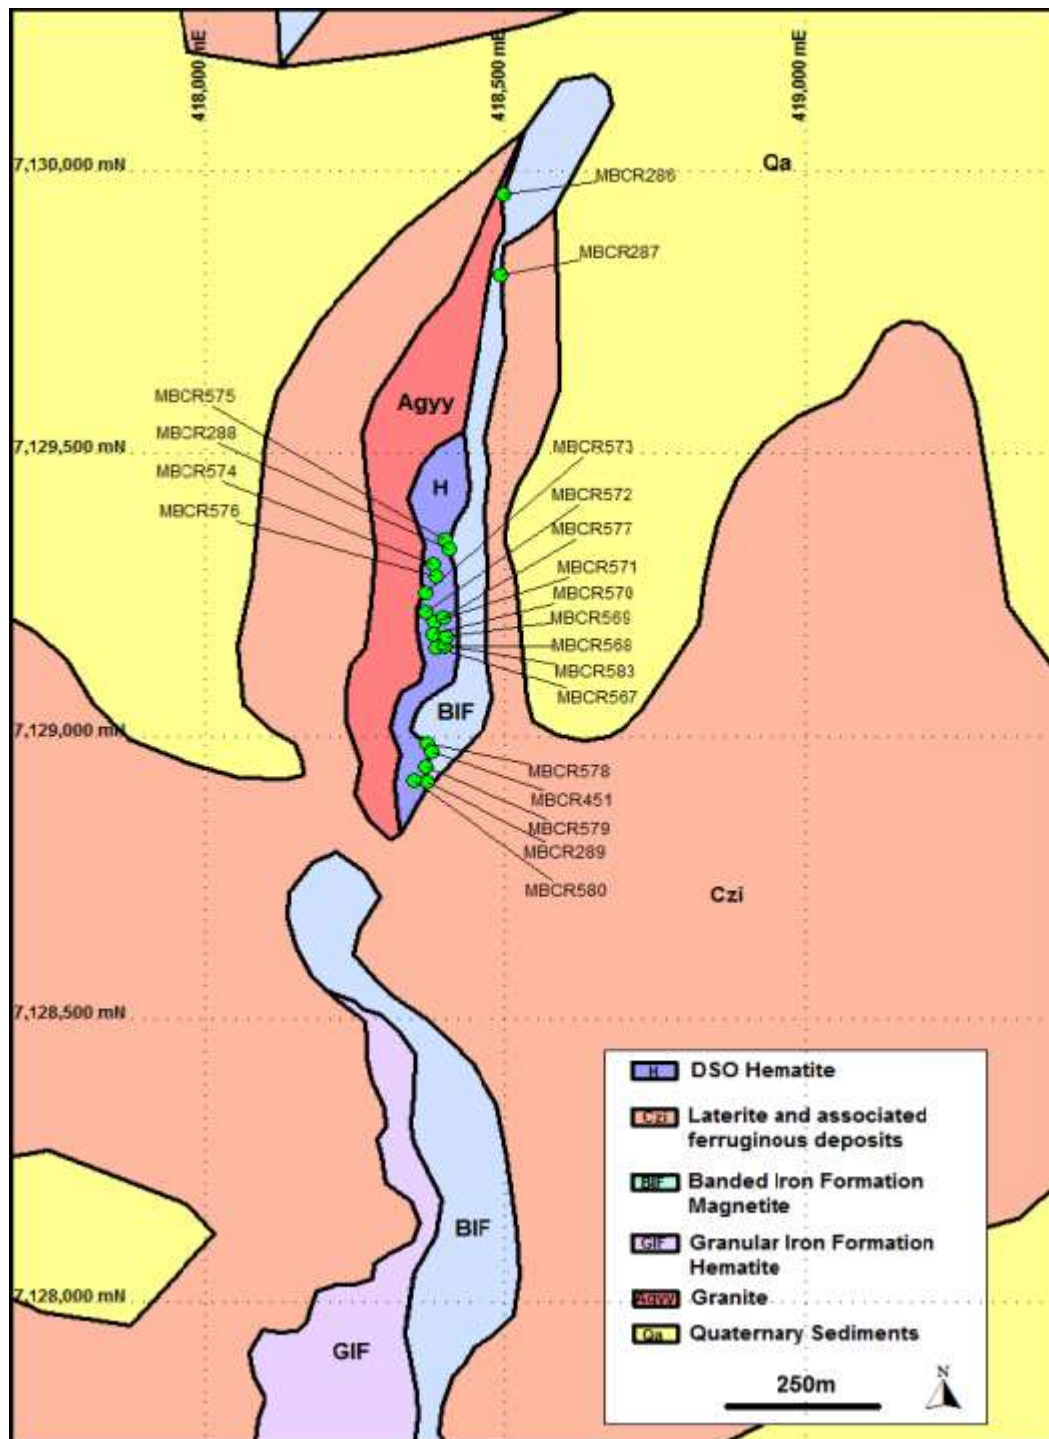 418,000 mE
418,500 mE
419,000 mE
7,130,000 mN
Qa
MBCR286
MBCR287
MBCR575
Agyy
MBCR288
MBCR573
7,129,500 mN
MBCR574
H
MBCR572
MBCR576
MBCR577
MBCR571
MBCR570
MBCR569
MBCR568
MBCR583
MBCR567
BIF
7,129,000 mN
MBCR578
MBCR451
MBCR579
MBCR289
MBCR580
Czi
7,128,500 mN
BIF
7,128,000 mN
GIF
H DSO Hematite
Czi Laterite and associated
ferruginous deposits
BIF Banded Iron Formation
Magnetite
GIF Granular Iron Formation
Hematite
Agyy Granite
Qa Quaternary Sediments
250m
N